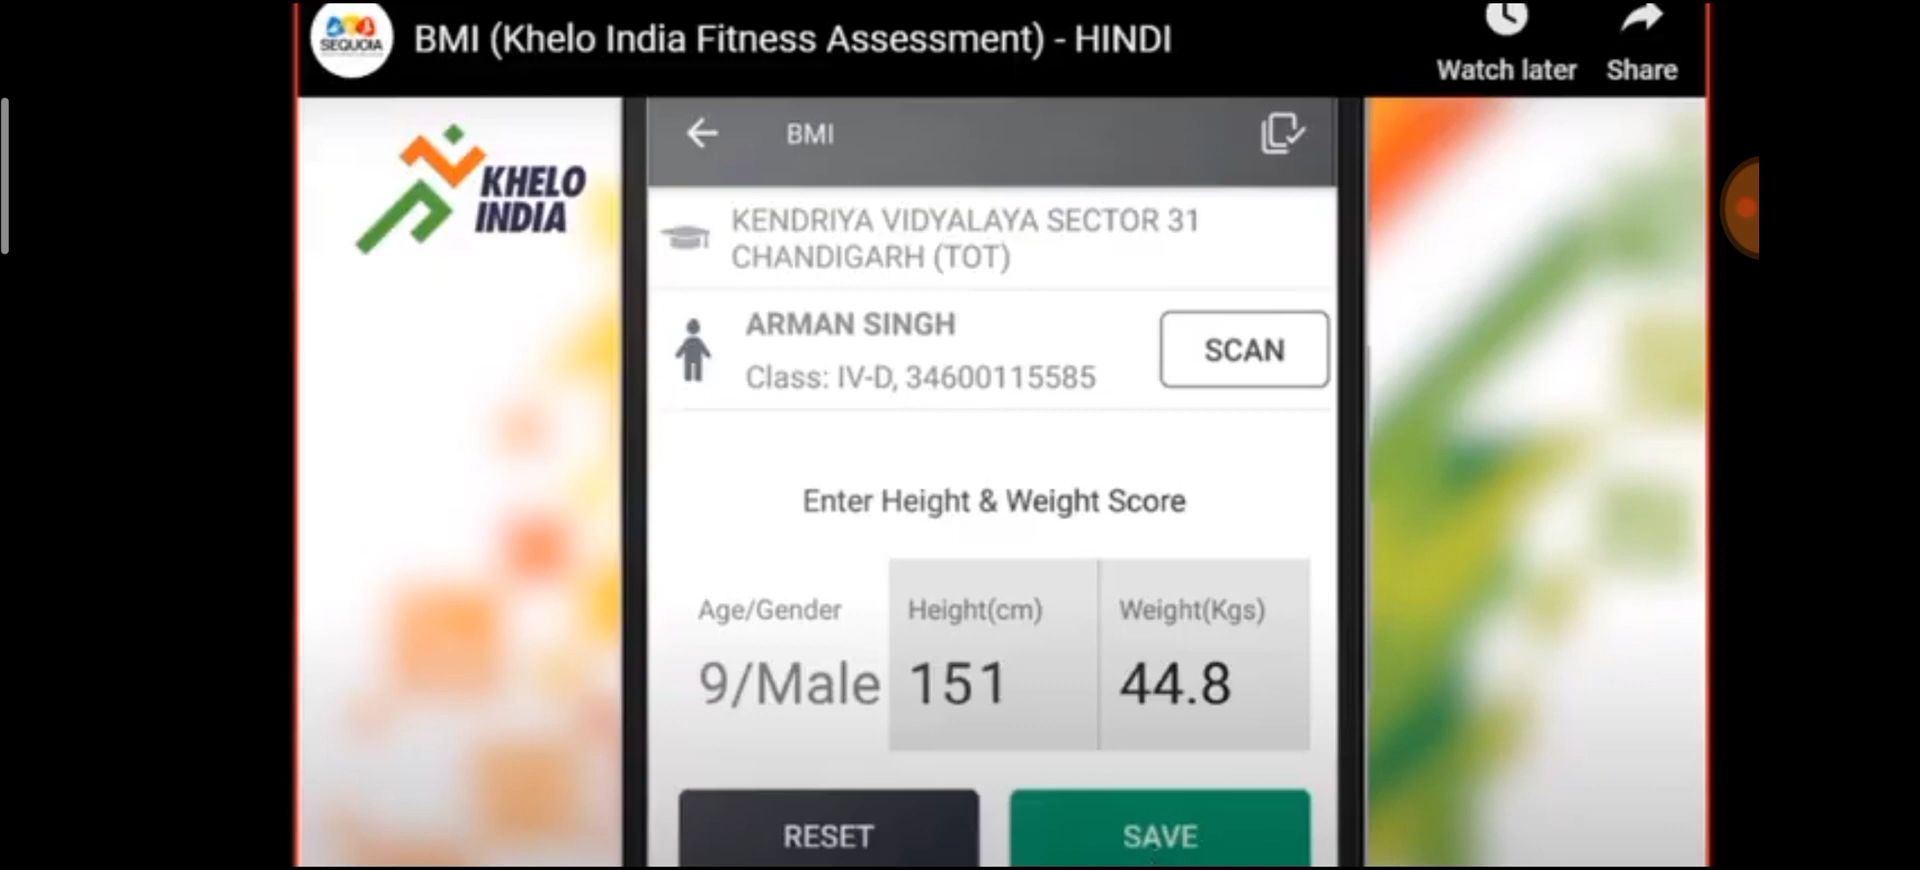 SEQUOIA
BMI (Khelo India Fitness Assessment) - HINDI
Watch later
Share
KHELO
INDIA
BMI
KENDRIYA VIDYALAYA SECTOR 31
CHANDIGARH (TOT)
ARMAN SINGH
Class: IV-D, 34600115585
SCAN
Enter Height & Weight Score
Age/Gender
Height(cm)
Weight(Kgs)
9/Male
151
44.8
RESET
SAVE